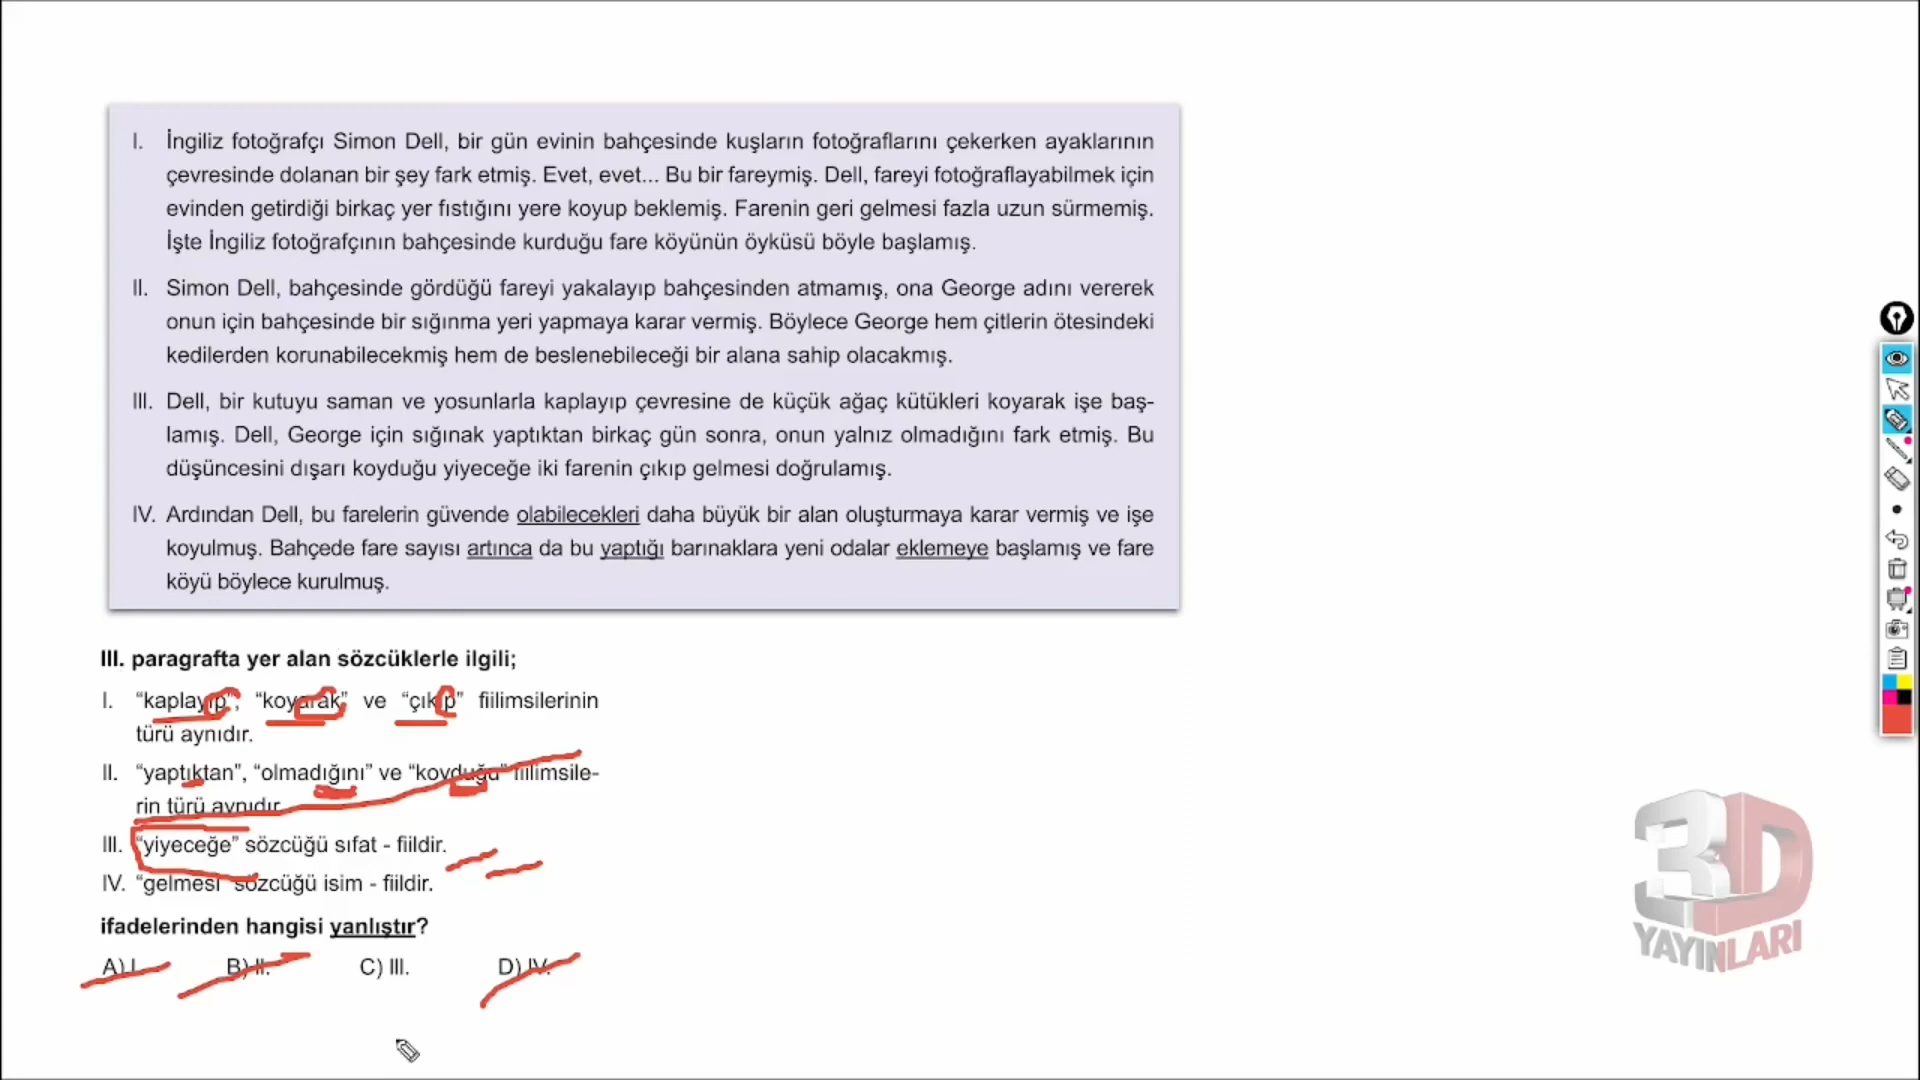 I. İngiliz fotoğrafçı Simon Dell, bir gün evinin bahçesinde kuşların fotoğraflarını çekerken ayaklarının
çevresinde dolanan bir şey fark etmiş. Evet, evet... Bu bir fareymiş. Dell, fareyi fotoğraflayabilmek için
evinden getirdiği birkaç yer fıstığını yere koyup beklemiş. Farenin geri gelmesi fazla uzun sürmemiş.
İşte İngiliz fotoğrafçının bahçesinde kurduğu fare köyünün öyküsü böyle başlamış.
II. Simon Dell, bahçesinde gördüğü fareyi yakalayıp bahçesinden atmamış, ona George adını vererek
onun için bahçesinde bir sığınma yeri yapmaya karar vermiş. Böylece George hem çitlerin ötesindeki
kedilerden korunabilecekmiş hem de beslenebileceği bir alana sahip olacakmış.
III. Dell, bir kutuyu saman ve yosunlarla kaplayıp çevresine de küçük ağaç kütükleri koyarak işe baş-
lamış. Dell, George için sığınak yaptıktan birkaç gün sonra, onun yalnız olmadığını fark etmiş. Bu
düşüncesini dışarı koyduğu yiyeceğe iki farenin çıkıp gelmesi doğrulamış.
IV. Ardından Dell, bu farelerin güvende olabilecekleri daha büyük bir alan oluşturmaya karar vermiş ve işe
koyulmuş. Bahçede fare sayısı artınca da bu yaptığı barınaklara yeni odalar eklemeye başlamış ve fare
köyü böylece kurulmuş.
III. paragrafta yer alan sözcüklerle ilgili;
I. “kaplayıp”, “koyarak” ve “çıkıp” fiilimsilerinin
türü aynıdır.
II. “yaptıktan”, “olmadığını” ve “koyduğu” fiilimsile-
rin türü aynıdır.
III. “yiyeceğe” sözcüğü sıfat - fiildir.
IV. “gelmesi” sözcüğü isim - fiildir.
ifadelerinden hangisi yanlıştır?
A) I. B) II. C) III. D) IV.
3D
YAYINLARI